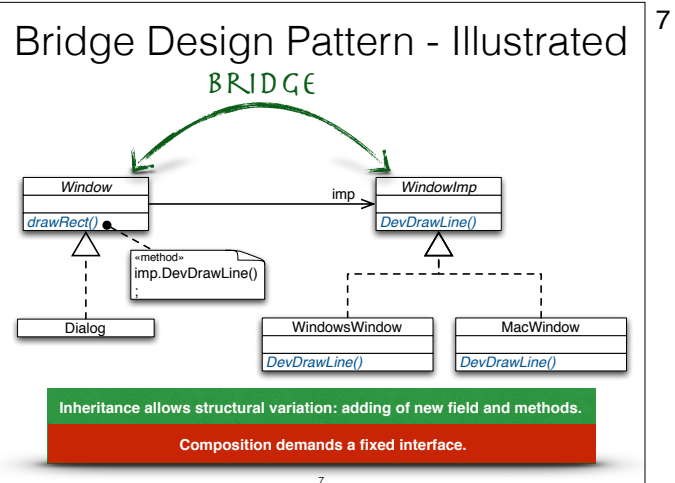 7
Bridge Design Pattern - Illustrated
BRIDGE
Window
drawRect()
imp
WindowImp
DevDrawLine()
«method»
imp.DevDrawLine()
;
Dialog
WindowsWindow
DevDrawLine()
MacWindow
DevDrawLine()
Inheritance allows structural variation: adding of new field and methods.
Composition demands a fixed interface.
7